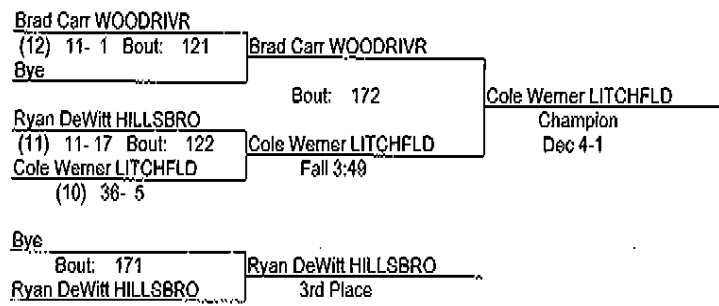 Brad Carr WOODRIVR
(12) 11- 1 Bout: 121
Bye
Brad Carr WOODRIVR
Bout: 172
Ryan DeWitt HILLSBRO
(11) 11- 17 Bout: 122
Cole Werner LITCHFLD
(10) 36- 5
Cole Werner LITCHFLD
Fall 3:49
Cole Werner LITCHFLD
Champion
Dec 4-1
Bye
Bout: 171
Ryan DeWitt HILLSBRO
Ryan DeWitt HILLSBRO
3rd Place